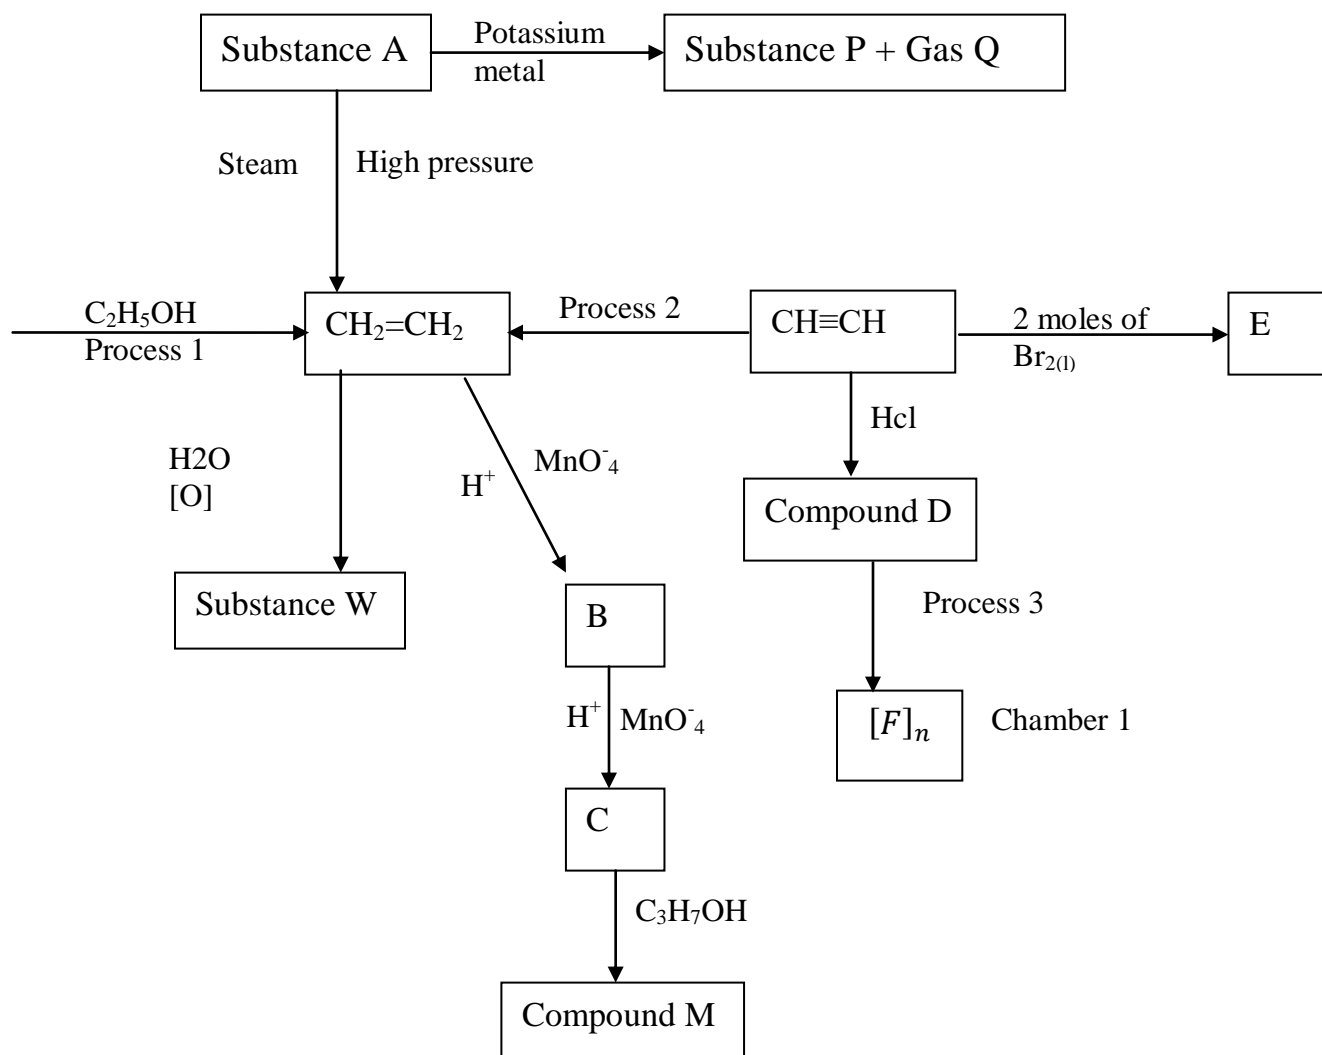 Substance A
Potassium
metal
Substance P + Gas Q
Steam
High pressure
C₂H₅OH
Process 1
CH₂=CH₂
Process 2
CH≡CH
2 moles of
Br₂₍ₗ₎
E
Hcl
H2O
[O]
H⁺
MnO⁻₄
Compound D
Substance W
B
Process 3
H⁺
MnO⁻₄
[F]ₙ
Chamber 1
C
C₃H₇OH
Compound M